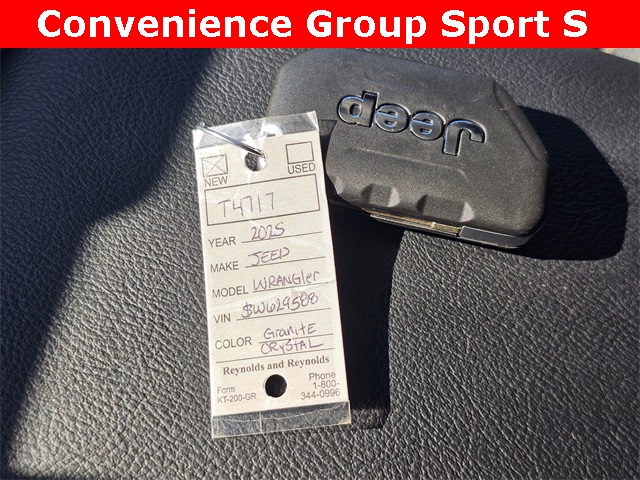 Convenience Group Sport S
Jeep
NEW
USED
T4717
YEAR 2025
MAKE JEEP
MODEL WRANGler
VIN SW629588
COLOR GranitE
CRYSTAL
Reynolds and Reynolds
Form
KT-200-GR
Phone
1-800-
344-0996